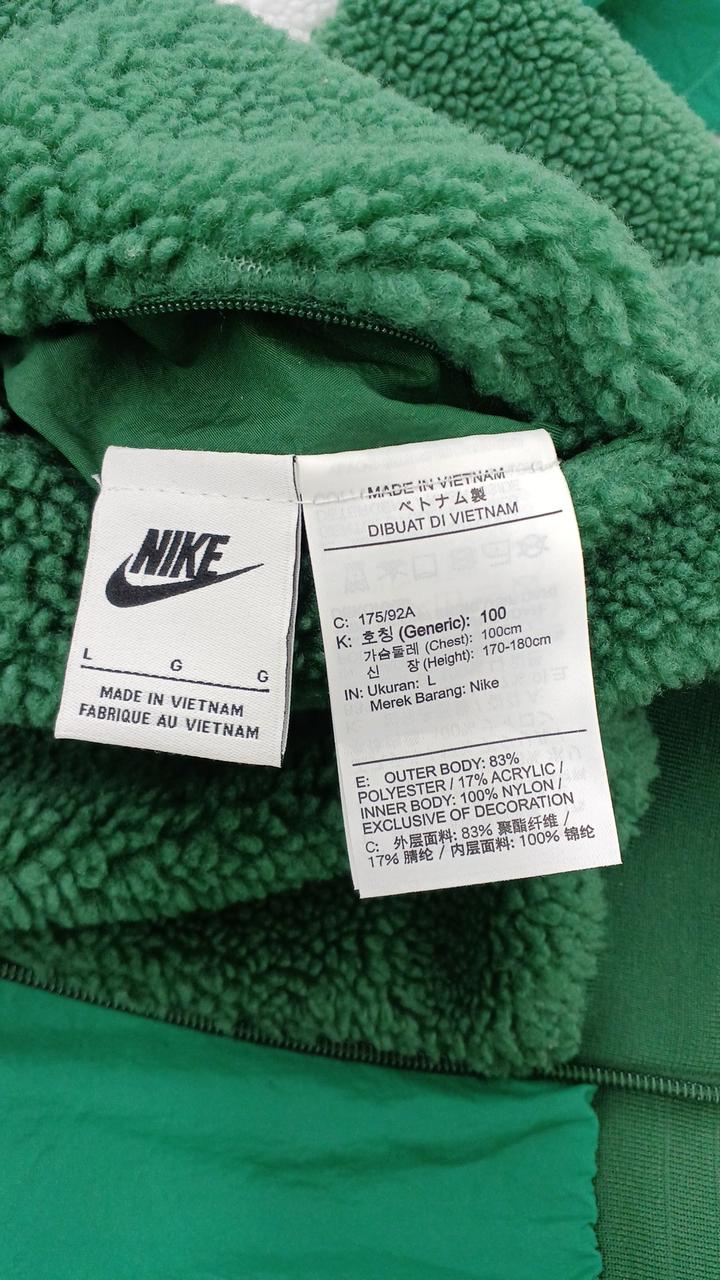 NIKE
L G G
MADE IN VIETNAM
FABRIQUE AU VIETNAM
MADE IN VIETNAM
ベトナム製
DIBUAT DI VIETNAM
C: 175/92A
K: 호칭 (Generic): 100
가슴둘레 (Chest): 100cm
신 장 (Height): 170-180cm
IN: Ukuran: L
Merek Barang: Nike
E: OUTER BODY: 83%
POLYESTER / 17% ACRYLIC /
INNER BODY: 100% NYLON /
EXCLUSIVE OF DECORATION
C: 外层面料: 83% 聚酯纤维 /
17% 腈纶 / 内层面料: 100% 锦纶